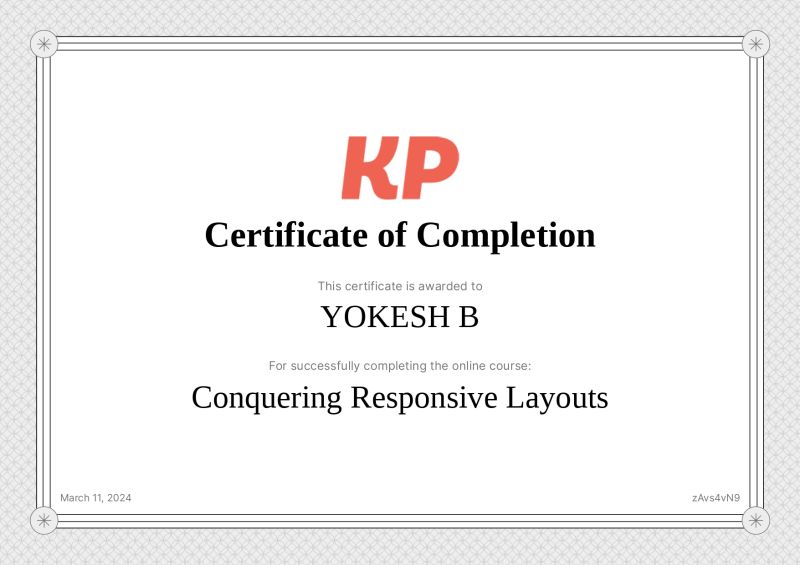 KP
Certificate of Completion
This certificate is awarded to
YOKESH B
For successfully completing the online course:
Conquering Responsive Layouts
March 11, 2024
zAvs4vN9